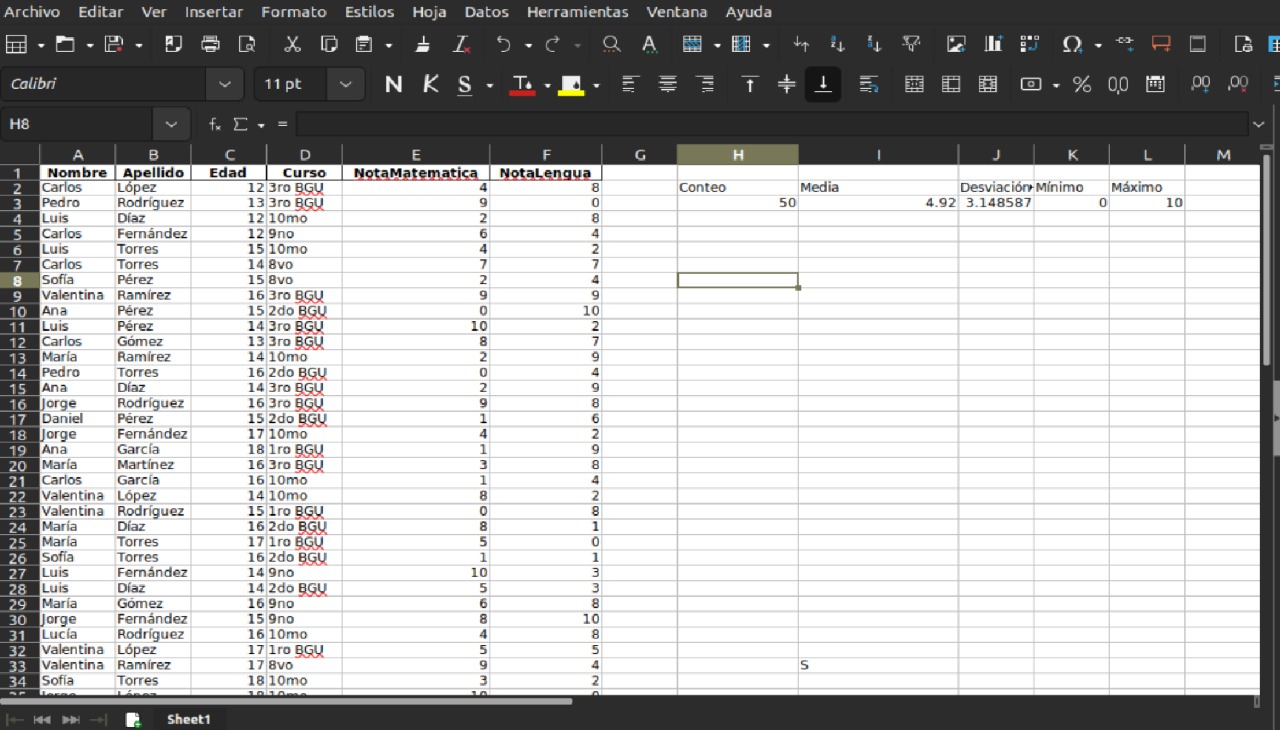 Archivo Editar Ver Insertar Formato Estilos Hoja Datos Herramientas Ventana Ayuda
Calibri 11 pt N K S
H8 fx Σ =
A B C D E F G H I J K L M
1 Nombre Apellido Edad Curso NotaMatematica NotaLengua
2 Carlos López 12 3ro BGU 4 8 Conteo Media Desviación Mínimo Máximo
3 Pedro Rodríguez 13 3ro BGU 9 0 50 4.92 3.148587 0 10
4 Luis Díaz 12 10mo 2 8
5 Carlos Fernández 12 9no 6 4
6 Luis Torres 15 10mo 4 2
7 Carlos Torres 14 8vo 7 7
8 Sofía Pérez 15 8vo 2 4
9 Valentina Ramírez 16 3ro BGU 9 9
10 Ana Pérez 15 2do BGU 0 10
11 Luis Pérez 14 3ro BGU 10 2
12 Carlos Gómez 13 3ro BGU 8 7
13 María Ramírez 14 10mo 2 9
14 Pedro Torres 16 2do BGU 0 4
15 Ana Díaz 14 3ro BGU 2 9
16 Jorge Rodríguez 16 3ro BGU 9 8
17 Daniel Pérez 15 2do BGU 1 6
18 Jorge Fernández 17 10mo 4 2
19 Ana García 18 1ro BGU 1 9
20 María Martínez 16 3ro BGU 3 8
21 Carlos García 16 10mo 1 4
22 Valentina López 14 10mo 8 2
23 Valentina Rodríguez 15 1ro BGU 0 8
24 María Díaz 16 2do BGU 8 1
25 María Torres 17 1ro BGU 5 0
26 Sofía Torres 16 2do BGU 1 1
27 Luis Fernández 14 9no 10 3
28 Luis Díaz 14 2do BGU 5 3
29 María Gómez 16 9no 6 8
30 Jorge Fernández 15 9no 8 10
31 Lucía Rodríguez 16 10mo 4 8
32 Valentina López 17 1ro BGU 5 5
33 Valentina Ramírez 17 8vo 9 4 S
34 Sofía Torres 18 10mo 3 2
Sheet1